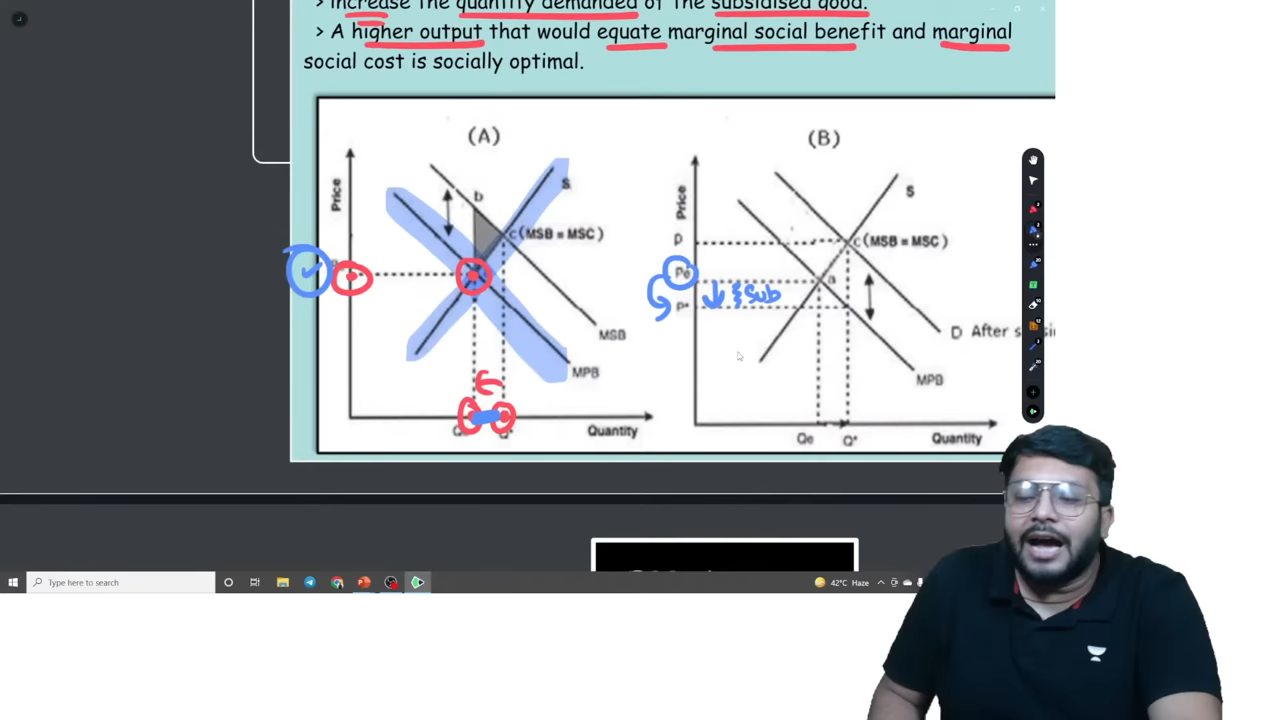 > Increase the quantity demanded of the subsidised good.
> A higher output that would equate marginal social benefit and marginal
social cost is socially optimal.
(A)
(B)
Price
b
S
c (MSB = MSC)
MSB
MPB
Q*
Quantity
Price
P
Pe
P*
↓ ₹ Sub
S
c (MSB = MSC)
a
D After s
MPB
Qe
Q*
Quantity
Type here to search
42°C Haze